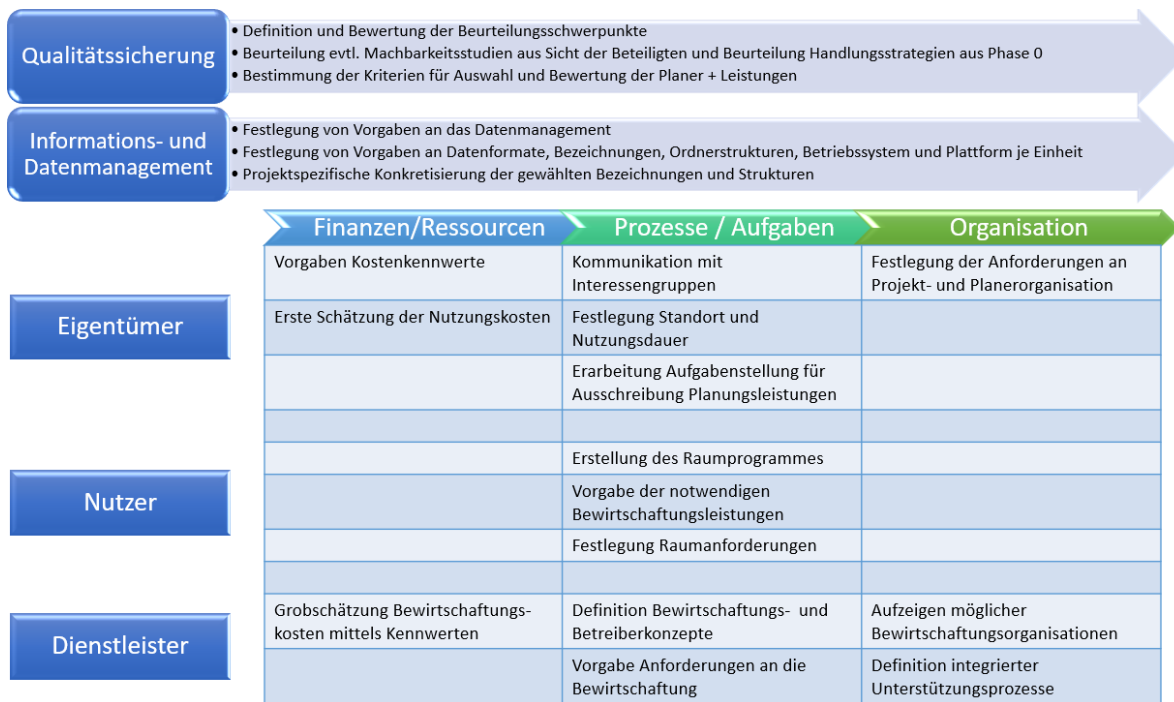 Qualitätssicherung
• Definition und Bewertung der Beurteilungsschwerpunkte
• Beurteilung evtl. Machbarkeitsstudien aus Sicht der Beteiligten und Beurteilung Handlungsstrategien aus Phase 0
• Bestimmung der Kriterien für Auswahl und Bewertung der Planer + Leistungen
Informations- und
Datenmanagement
• Festlegung von Vorgaben an das Datenmanagement
• Festlegung von Vorgaben an Datenformate, Bezeichnungen, Ordnerstrukturen, Betriebssystem und Plattform je Einheit
• Projektspezifische Konkretisierung der gewählten Bezeichnungen und Strukturen
Finanzen/Ressourcen
Prozesse / Aufgaben
Organisation
Eigentümer
Vorgaben Kostenkennwerte
Kommunikation mit
Interessengruppen
Festlegung der Anforderungen an
Projekt- und Planerorganisation
Erste Schätzung der Nutzungskosten
Festlegung Standort und
Nutzungsdauer
Erarbeitung Aufgabenstellung für
Ausschreibung Planungsleistungen
Nutzer
Erstellung des Raumprogrammes
Vorgabe der notwendigen
Bewirtschaftungsleistungen
Festlegung Raumanforderungen
Dienstleister
Grobschätzung Bewirtschaftungs-
kosten mittels Kennwerten
Definition Bewirtschaftungs- und
Betreiberkonzepte
Aufzeigen möglicher
Bewirtschaftungsorganisationen
Vorgabe Anforderungen an die
Bewirtschaftung
Definition integrierter
Unterstützungsprozesse